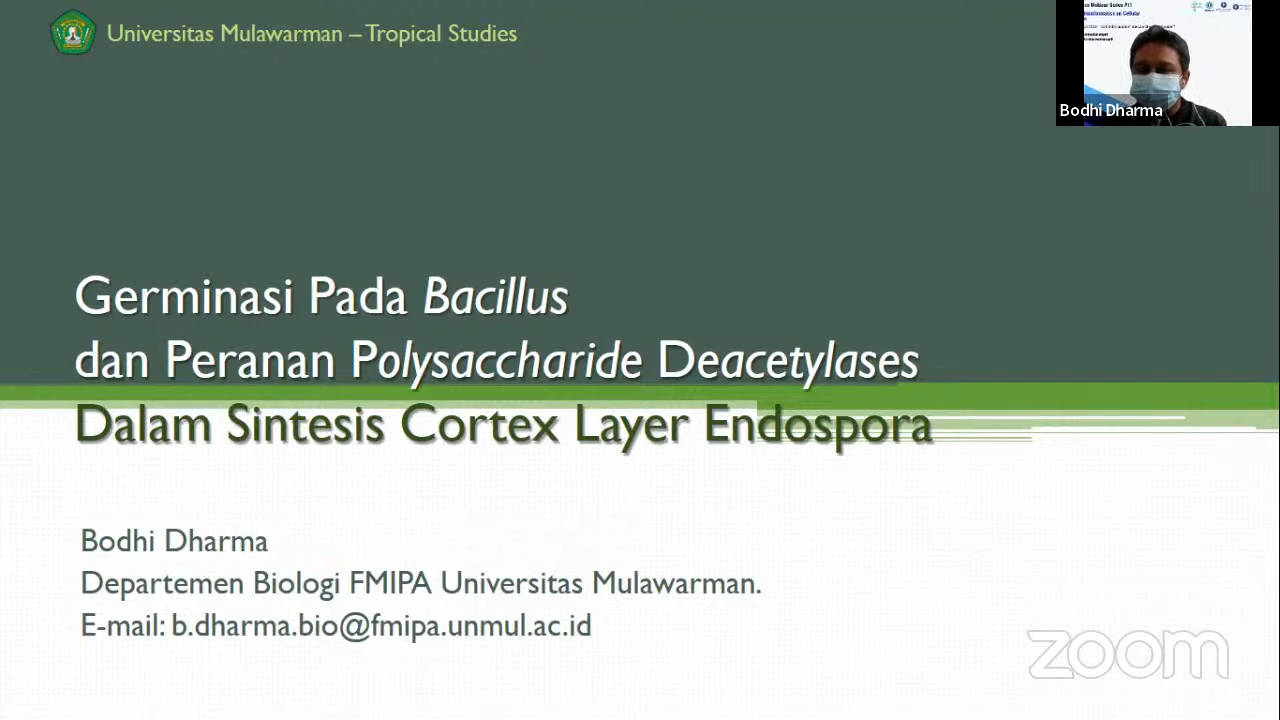 Universitas Mulawarman – Tropical Studies
Bodhi Dharma
Germinasi Pada Bacillus
dan Peranan Polysaccharide Deacetylases
Dalam Sintesis Cortex Layer Endospora
Bodhi Dharma
Departemen Biologi FMIPA Universitas Mulawarman.
E-mail: b.dharma.bio@fmipa.unmul.ac.id
zoom